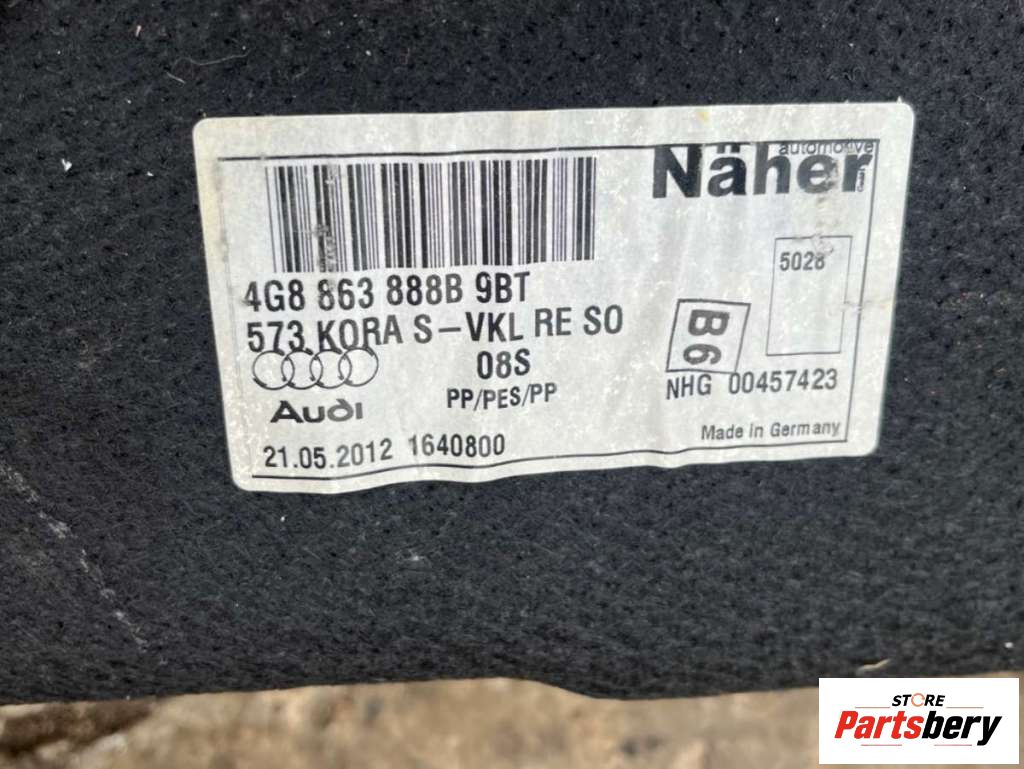 Näher
automotive
4G8 863 888B 9BT
573 KORA S-VKL RE SO
08S
PP/PES/PP
Audi
21.05.2012 1640800
5028
B6
NHG 00457423
Made in Germany
STORE
Partsbery